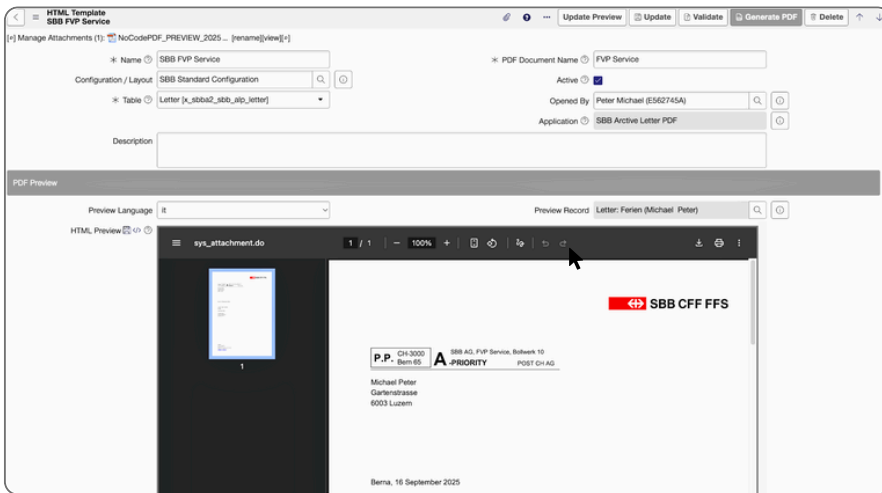 HTML Template
SBB FVP Service
Update Preview
Update
Validate
Generate PDF
Delete
Manage Attachments (1): NoCodePDF_PREVIEW_2025... [rename][view]
Name
SBB FVP Service
PDF Document Name
FVP Service
Configuration / Layout
SBB Standard Configuration
Active
Table
Letter [x_sbba2_sbb_alp_letter]
Opened By
Peter Michael (E562745A)
Application
SBB Arctive Letter PDF
Description
PDF Preview
Preview Language
it
Preview Record
Letter: Ferien (Michael Peter)
HTML Preview
sys_attachment.do
1 / 1
100%
SBB CFF FFS
P.P. CH-3000
Bern 65
A -PRIORITY
SBB AG, FVP Service, Bollwerk 10
POST CH AG
Michael Peter
Gartenstrasse
6003 Luzern
1
Berna, 16 September 2025